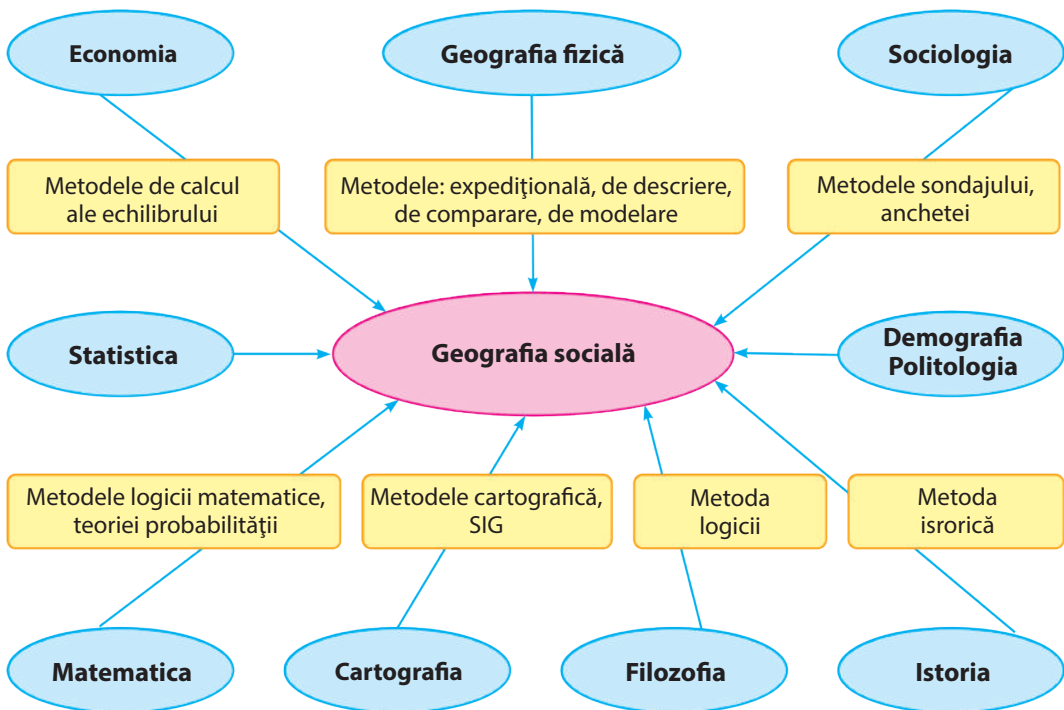 Economia
Geografia fizică
Sociologia
Metodele de calcul
ale echilibrului
Metodele: expediţională, de descriere,
de comparare, de modelare
Metodele sondajului,
anchetei
Statistica
Geografia socială
Demografia
Politologia
Metodele logicii matematice,
teoriei probabilităţii
Metodele cartografică,
SIG
Metoda
logicii
Metoda
isrorică
Matematica
Cartografia
Filozofia
Istoria